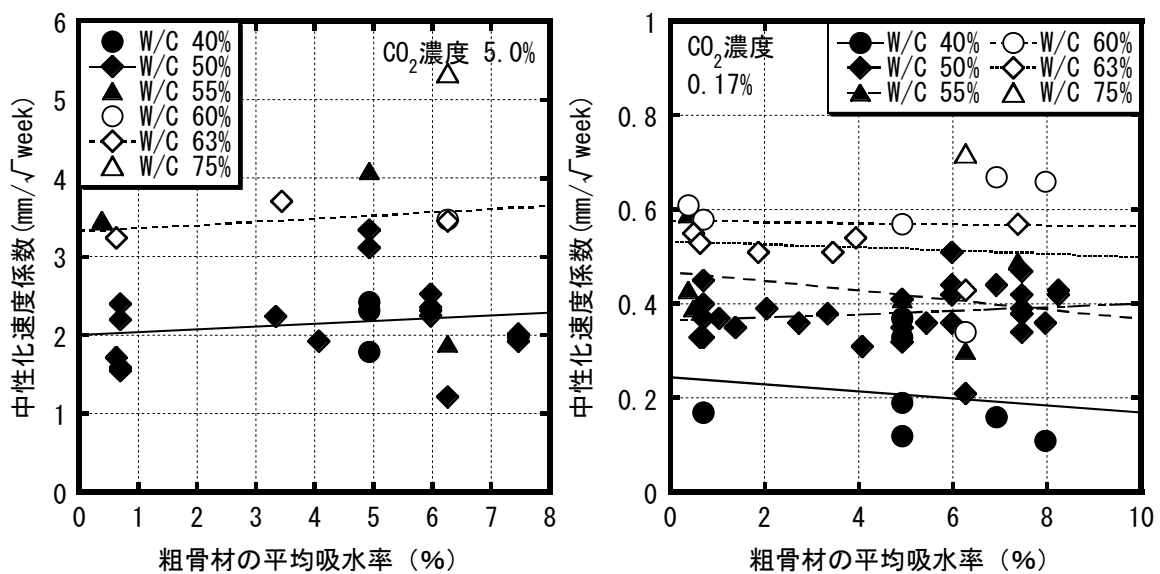 中性化速度係数(mm/√week)
6
5
4
3
2
1
0
W/C 40%
W/C 50%
W/C 55%
W/C 60%
W/C 63%
W/C 75%
CO2濃度 5.0%
0 1 2 3 4 5 6 7 8
粗骨材の平均吸水率(%)
中性化速度係数(mm/√week)
1
0.8
0.6
0.4
0.2
0
CO2濃度
0.17%
W/C 40% W/C 60%
W/C 50% W/C 63%
W/C 55% W/C 75%
0 2 4 6 8 10
粗骨材の平均吸水率(%)